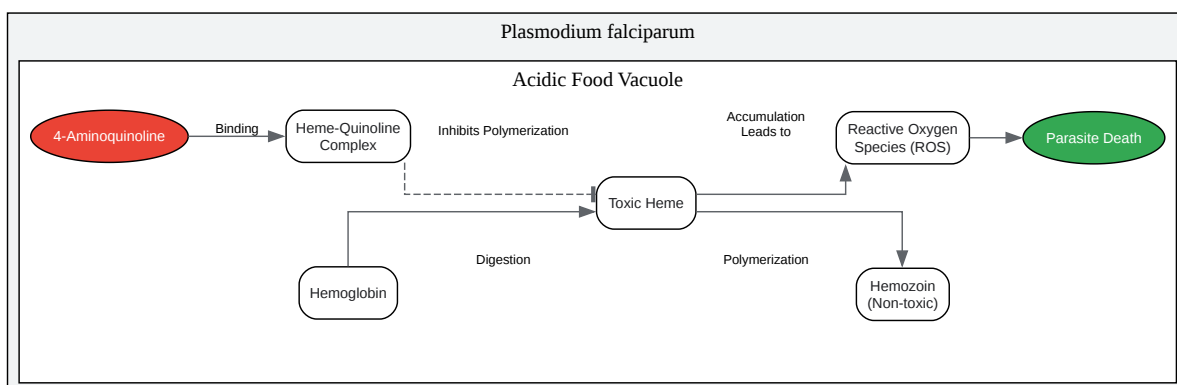 Plasmodium falciparum
Acidic Food Vacuole
4-Aminoquinoline
Binding
Heme-Quinoline
Complex
Inhibits Polymerization
Accumulation
Leads to
Reactive Oxygen
Species (ROS)
Parasite Death
Toxic Heme
Digestion
Polymerization
Hemoglobin
Hemozoin
(Non-toxic)